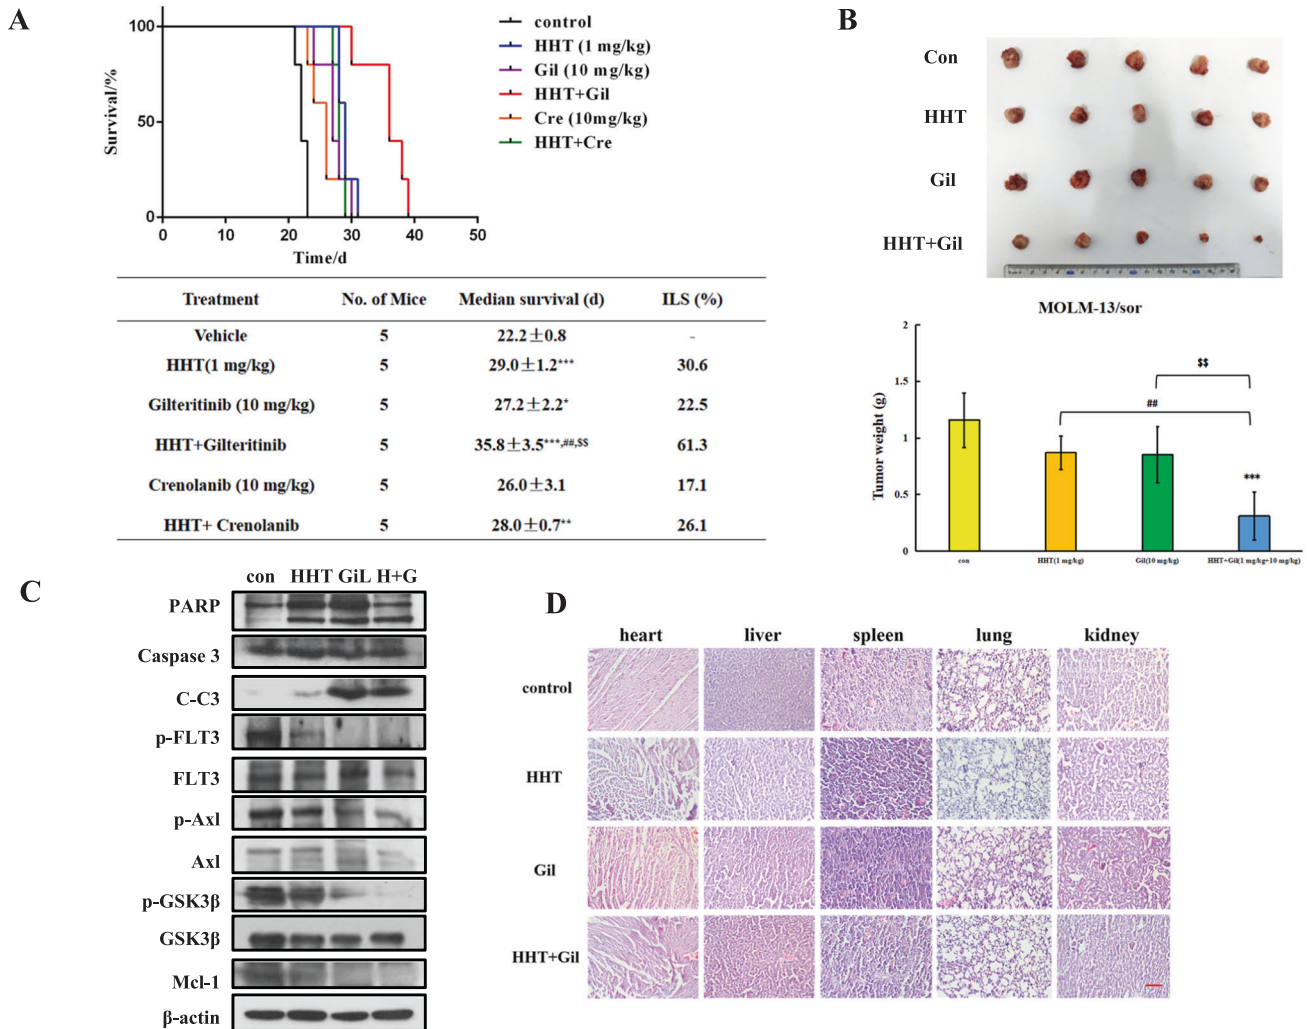 A
Survival/%
100
50
0
0 10 20 30 40 50
Time/d
control
HHT (1 mg/kg)
Gil (10 mg/kg)
HHT+Gil
Cre (10mg/kg)
HHT+Cre
Treatment No. of Mice Median survival (d) ILS (%)
Vehicle 5 22.2±0.8 -
HHT(1 mg/kg) 5 29.0±1.2*** 30.6
Gilteritinib (10 mg/kg) 5 27.2±2.2* 22.5
HHT+Gilteritinib 5 35.8±3.5***,##,$$ 61.3
Crenolanib (10 mg/kg) 5 26.0±3.1 17.1
HHT+ Crenolanib 5 28.0±0.7** 26.1
B
Con
HHT
Gil
HHT+Gil
MOLM-13/sor
Tumor weight (g)
2
1.5
1
0.5
0
$$
##
***
con HHT(1 mg/kg) Gil(10 mg/kg) HHT+Gil(1 mg/kg+10 mg/kg)
C
con HHT GiL H+G
PARP
Caspase 3
C-C3
p-FLT3
FLT3
p-Axl
Axl
p-GSK3β
GSK3β
Mcl-1
β-actin
D
heart liver spleen lung kidney
control
HHT
Gil
HHT+Gil